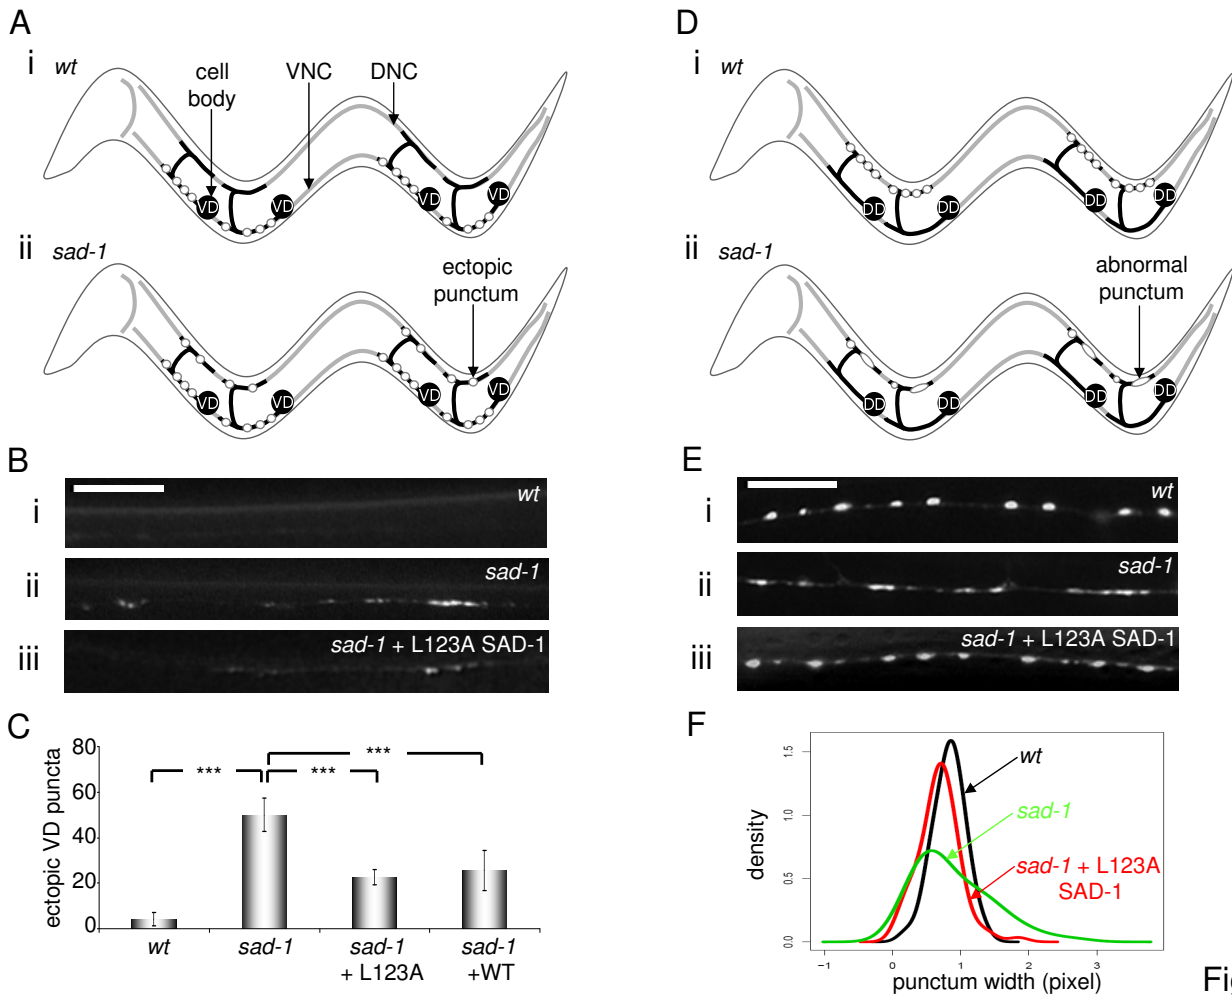 A
i wt
cell body
VNC
DNC
VD VD VD VD
ii sad-1
ectopic punctum
VD VD VD VD
B
i wt
ii sad-1
iii sad-1 + L123A SAD-1
C
ectopic VD puncta
80
60
40
20
0
*** *** ***
wt
sad-1
sad-1 + L123A
sad-1 +WT
D
i wt
DD DD DD DD
ii sad-1
abnormal punctum
DD DD DD DD
E
i wt
ii sad-1
iii sad-1 + L123A SAD-1
F
density
1.5
1.0
0.5
0.0
wt
sad-1
sad-1 + L123A SAD-1
−1 0 1 2 3
punctum width (pixel)
Fi